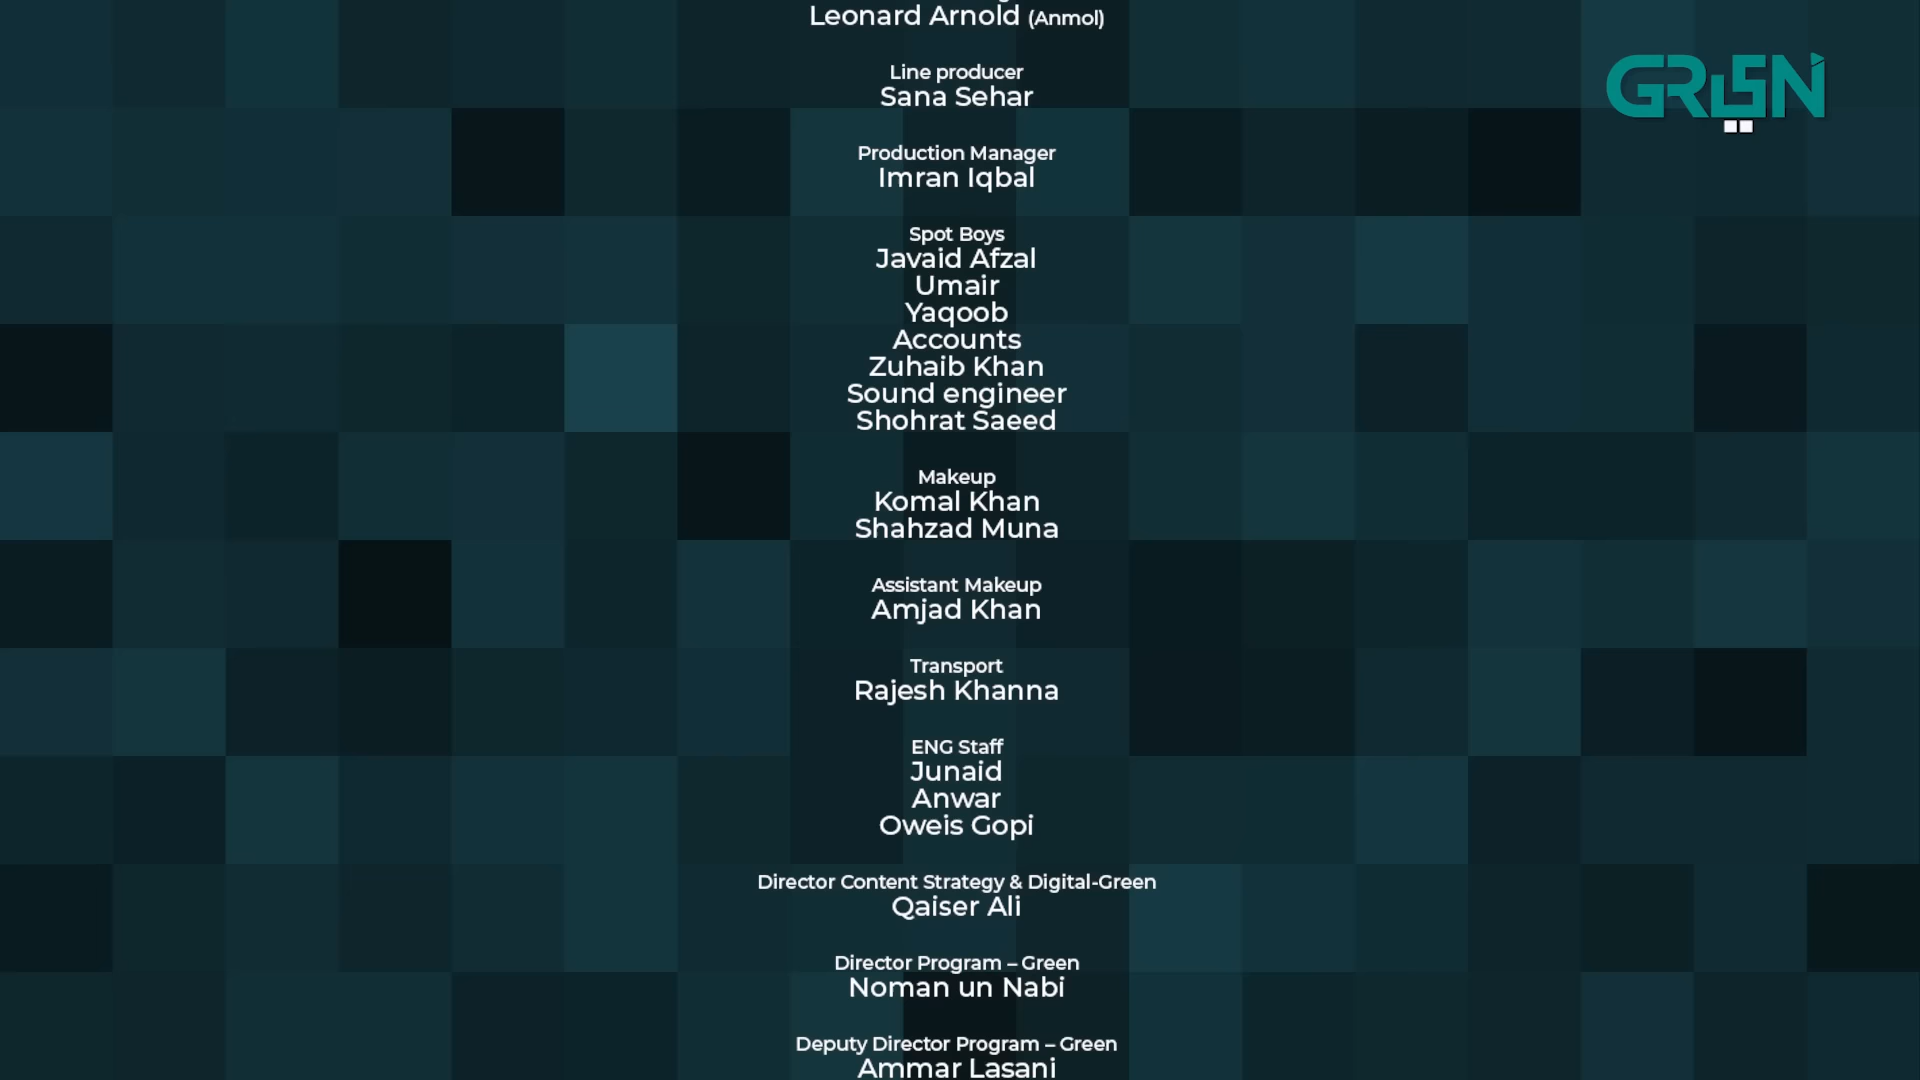 Leonard Arnold (Anmol)
Line producer
Sana Sehar
Production Manager
Imran Iqbal
Spot Boys
Javaid Afzal
Umair
Yaqoob
Accounts
Zuhaib Khan
Sound engineer
Shohrat Saeed
Makeup
Komal Khan
Shahzad Muna
Assistant Makeup
Amjad Khan
Transport
Rajesh Khanna
ENG Staff
Junaid
Anwar
Oweis Gopi
Director Content Strategy & Digital-Green
Qaiser Ali
Director Program – Green
Noman un Nabi
Deputy Director Program – Green
Ammar Lasani
GREEN